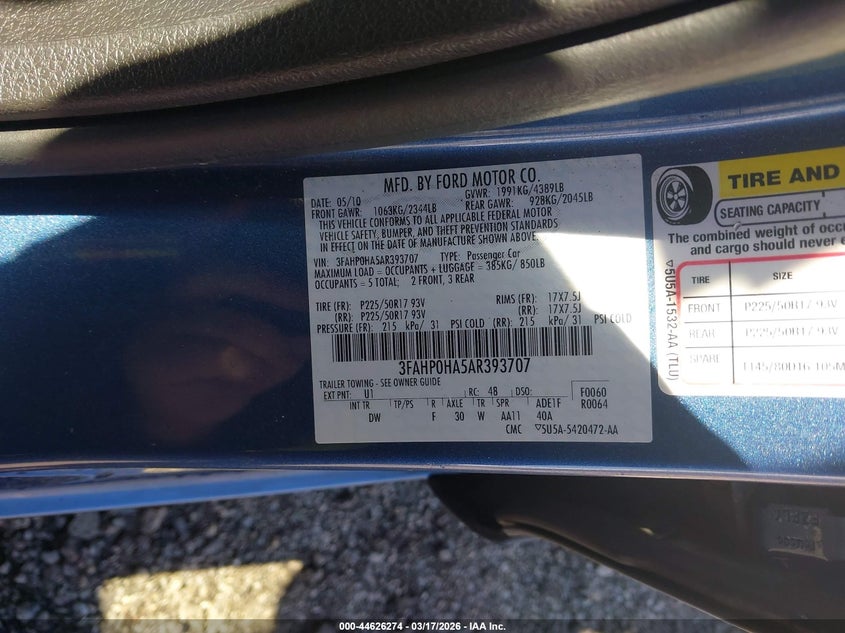 MFD. BY FORD MOTOR CO.
DATE: 05/10 GVWR: 1991KG/4389LB
FRONT GAWR: 1063KG/2344LB REAR GAWR: 928KG/2045LB
THIS VEHICLE CONFORMS TO ALL APPLICABLE FEDERAL MOTOR
VEHICLE SAFETY, BUMPER, AND THEFT PREVENTION STANDARDS
IN EFFECT ON THE DATE OF MANUFACTURE SHOWN ABOVE.
VIN: 3FAHP0HA5AR393707 TYPE: Passenger Car
MAXIMUM LOAD = OCCUPANTS + LUGGAGE = 385KG/ 850LB
OCCUPANTS = 5 TOTAL: 2 FRONT, 3 REAR
TIRE (FR): P225/50R17 93V RIMS (FR): 17X7.5J
(RR): P225/50R17 93V (RR): 17X7.5J
PRESSURE (FR): 215 kPa/ 31 PSI COLD (RR): 215 kPa/ 31 PSI COLD
3FAHP0HA5AR393707
TRAILER TOWING - SEE OWNER GUIDE
EXT PNT: U1 RC: 48 DSO: F0060
INT TR TP/PS R AXLE TR SPR ADE1F R0064
DW F 30 W AA11 40A
CMC ▽5U5A-5420472-AA
TIRE AND
SEATING CAPACITY
The combined weight of occu
and cargo should never e
▽5U5A-1532-AA (TLU)
TIRE SIZE
FRONT P225/50R17 93V
REAR P225/50R17 93V
SPARE T145/80D16 105M
000-44626274 — 03/17/2026 — IAA Inc.